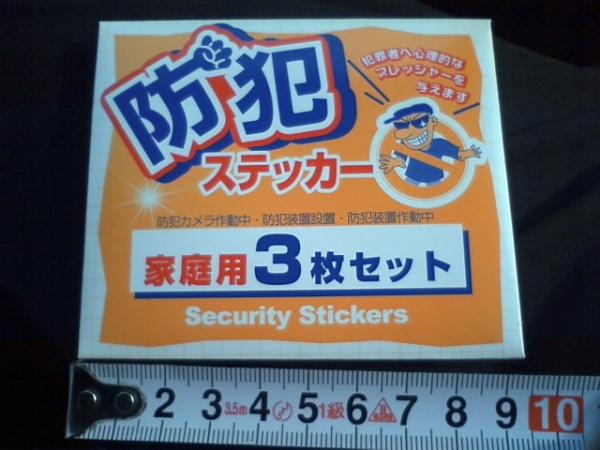 防犯
ステッカー
犯罪者へ心理的な
プレッシャーを
与えます
防犯カメラ作動中・防犯装置設置・防犯装置作動中
家庭用3枚セット
Security Stickers
2 3 3.5m 4 5 1級 6 7 8 9 10